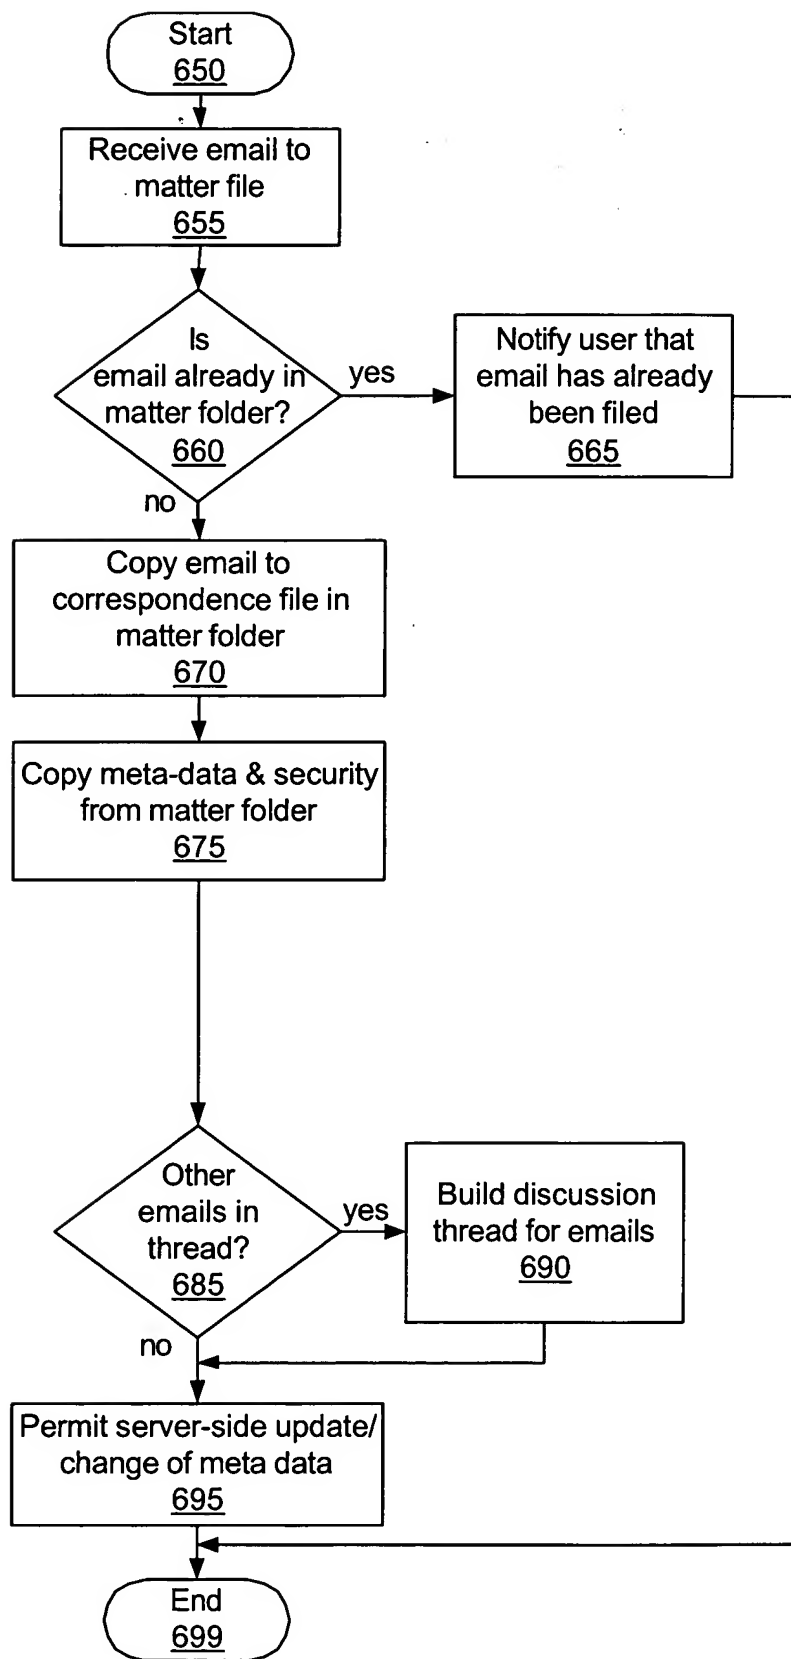 Start
650
Receive email to
matter file
655
Is
email already in
matter folder?
660
yes
Notify user that
email has already
been filed
665
no
Copy email to
correspondence file in
matter folder
670
Copy meta-data & security
from matter folder
675
Other
emails in
thread?
685
yes
Build discussion
thread for emails
690
no
Permit server-side update/
change of meta data
695
End
699